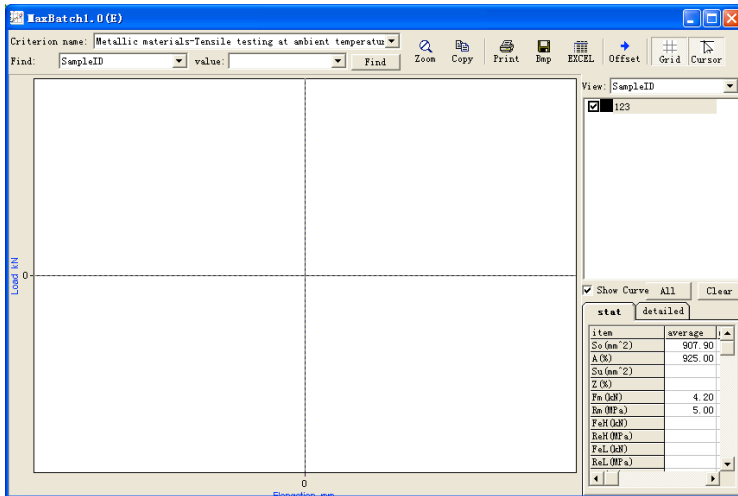 MaxBatch1.0(E)
Criterion name: Metallic materials-Tensile testing at ambient temperatur
Find: SampleID value: Find
Zoom Copy Print Bmp EXCEL Offset Grid Cursor
View: SampleID
123
Load kN
0
0
Elongation mm
Show Curve All Clear
stat detailed
item average
So(mm^2) 907.90
A(%) 925.00
Su(mm^2)
Z(%)
Fm(kN) 4.20
Rm(MPa) 5.00
FeH(kN)
ReH(MPa)
FeL(kN)
ReL(MPa)